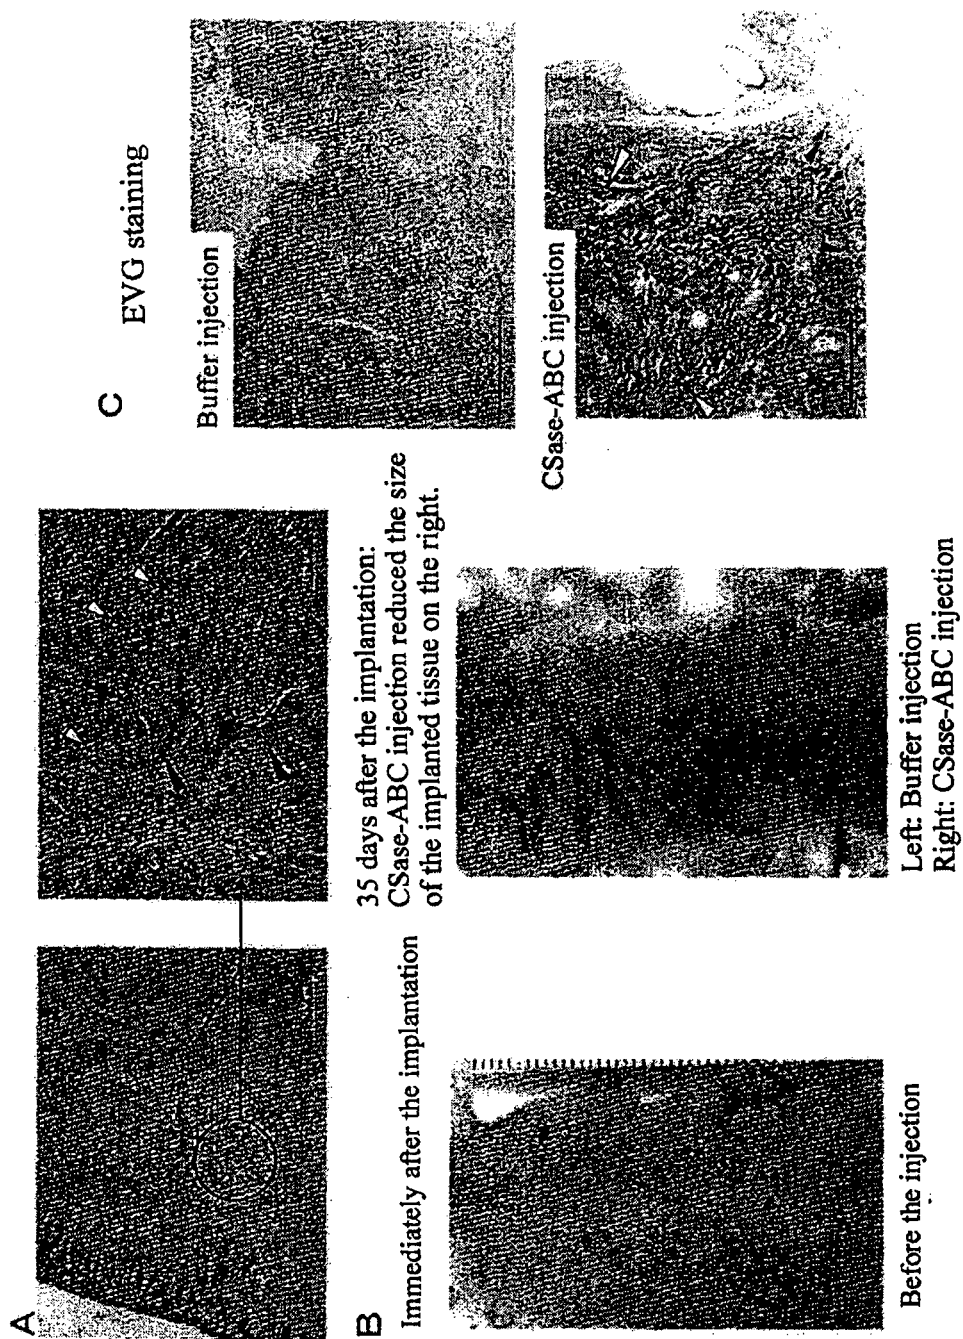 A
B
Immediately after the implantation
Before the injection
35 days after the implantation:
CSase-ABC injection reduced the size
of the implanted tissue on the right.
Left: Buffer injection
Right: CSase-ABC injection
C
EVG staining
Buffer injection
CSase-ABC injection